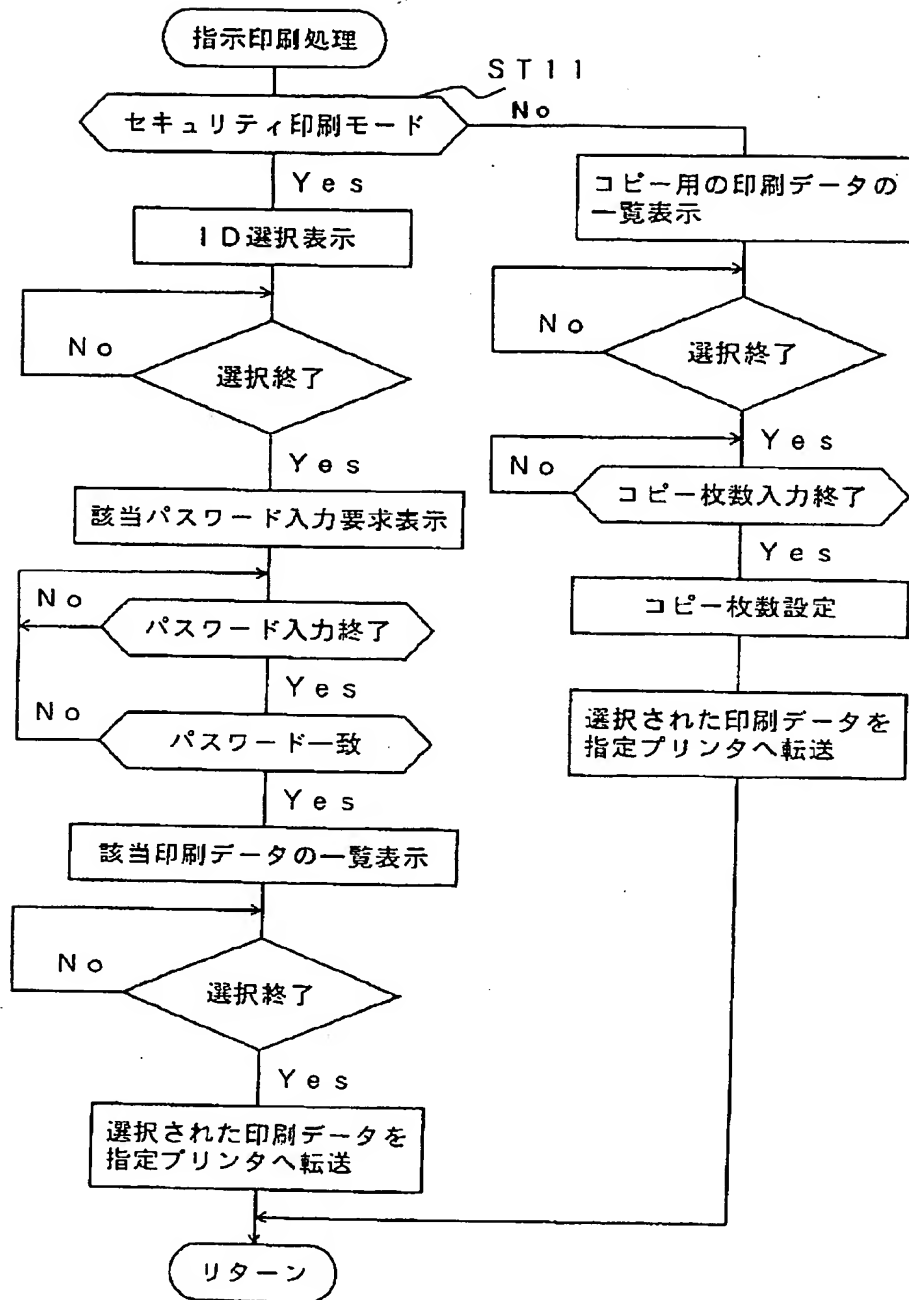 指示印刷処理
ST11
セキュリティ印刷モード
No
Yes
ID選択表示
No
選択終了
Yes
該当パスワード入力要求表示
No
パスワード入力終了
Yes
No
パスワード一致
Yes
該当印刷データの一覧表示
No
選択終了
Yes
選択された印刷データを
指定プリンタへ転送
リターン
コピー用の印刷データの
一覧表示
No
選択終了
Yes
No
コピー枚数入力終了
Yes
コピー枚数設定
選択された印刷データを
指定プリンタへ転送